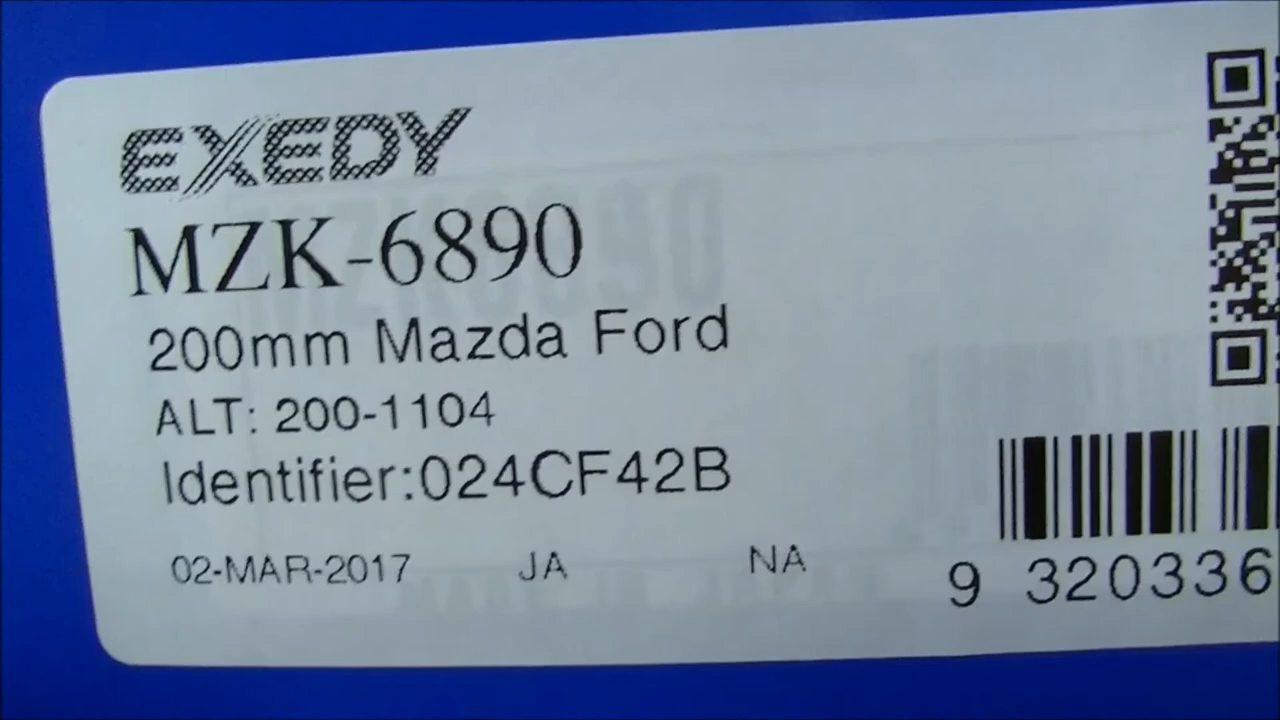 EXEDY
MZK-6890
200mm Mazda Ford
ALT: 200-1104
Identifier:024CF42B
02-MAR-2017 JA NA
9 320336